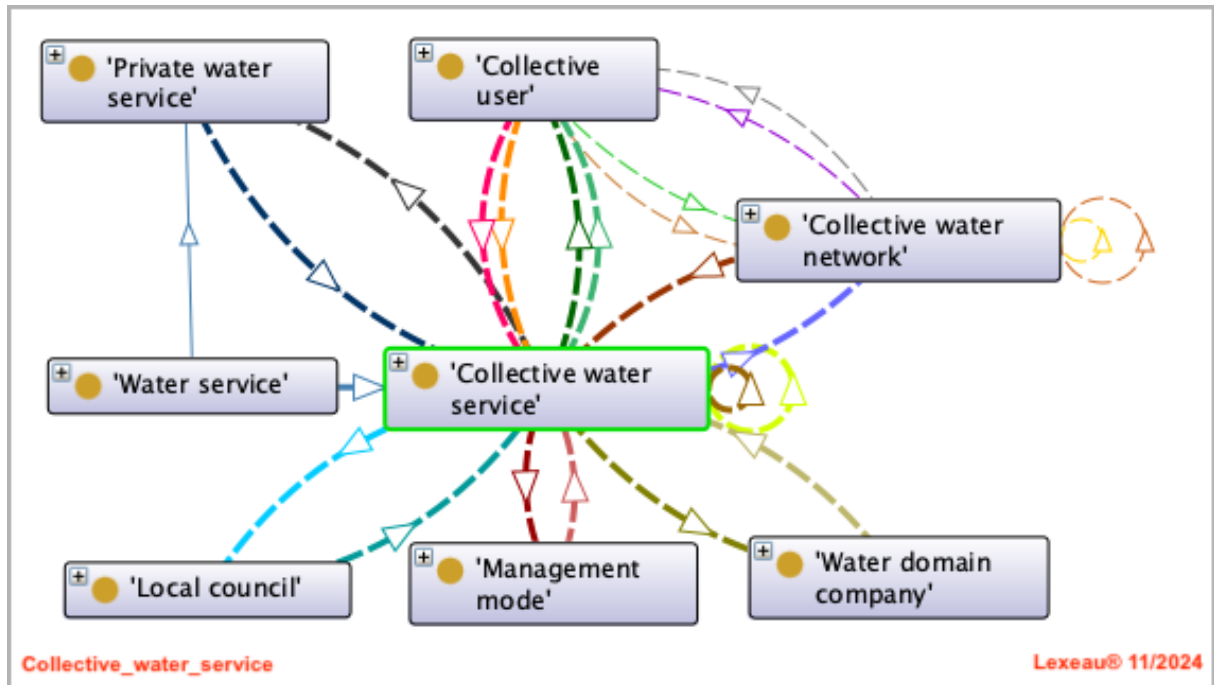 'Private water
service'
'Collective
user'
'Collective water
network'
'Water service'
'Collective water
service'
'Local council'
'Management
mode'
'Water domain
company'
Collective_water_service
Lexeau® 11/2024